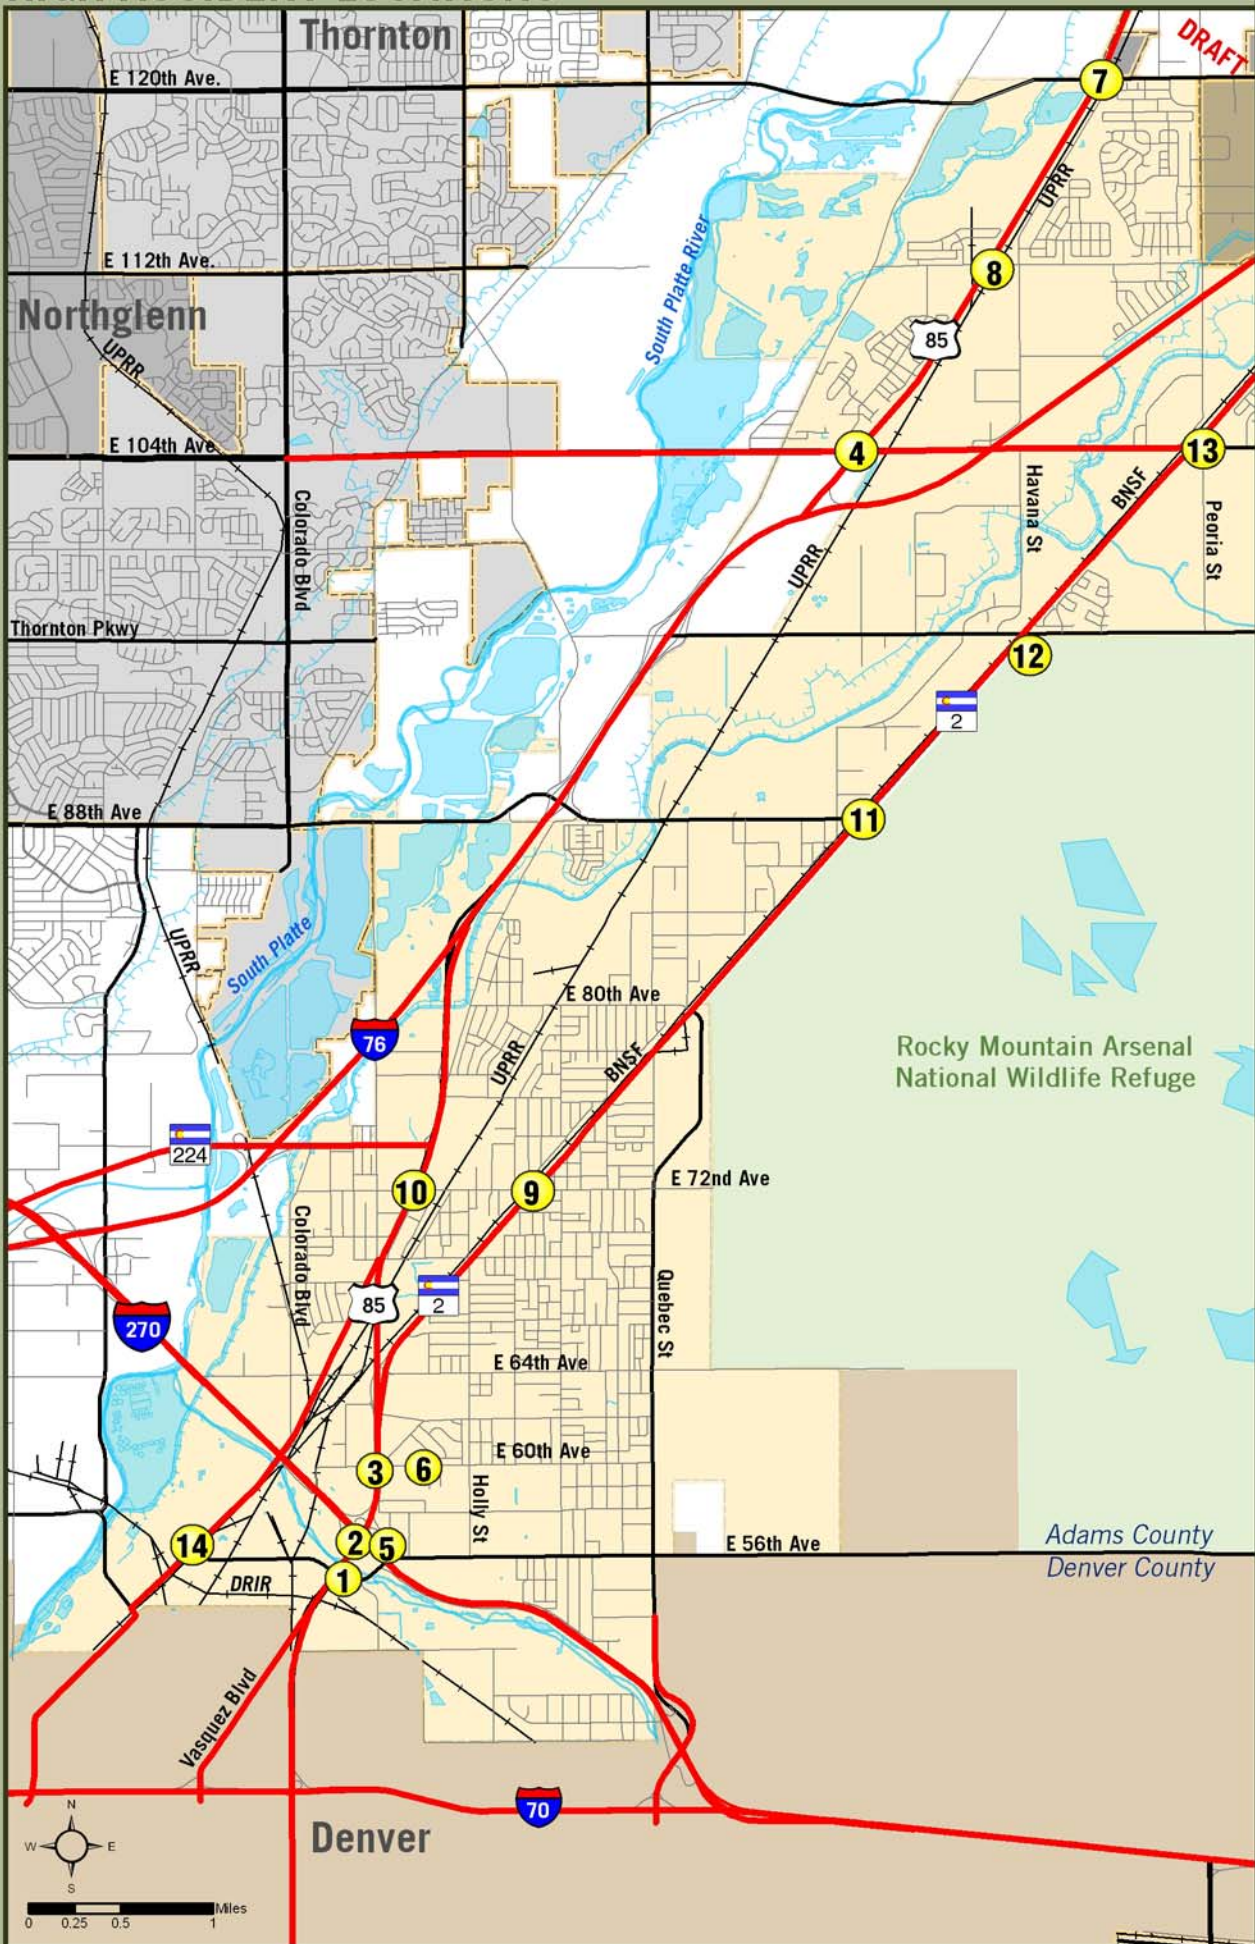 Thornton
DRAFT
E 120th Ave.
7
UPRR
South Platte River
E 112th Ave.
8
Northglenn
85
UPRR
E 104th Ave
4
13
Colorado Blvd
Havana St
BNSF
Peoria St
UPRR
Thornton Pkwy
12
2
E 88th Ave
11
UPRR
South Platte
E 80th Ave
76
UPRR
BNSF
Rocky Mountain Arsenal
National Wildlife Refuge
224
E 72nd Ave
10
9
Colorado Blvd
85
2
Quebec St
270
E 64th Ave
E 60th Ave
3
6
Holly St
14
2
5
E 56th Ave
Adams County
Denver County
1
DRIR
Vasquez Blvd
70
Denver
N
W
E
S
Miles
0
0.25
0.5
1